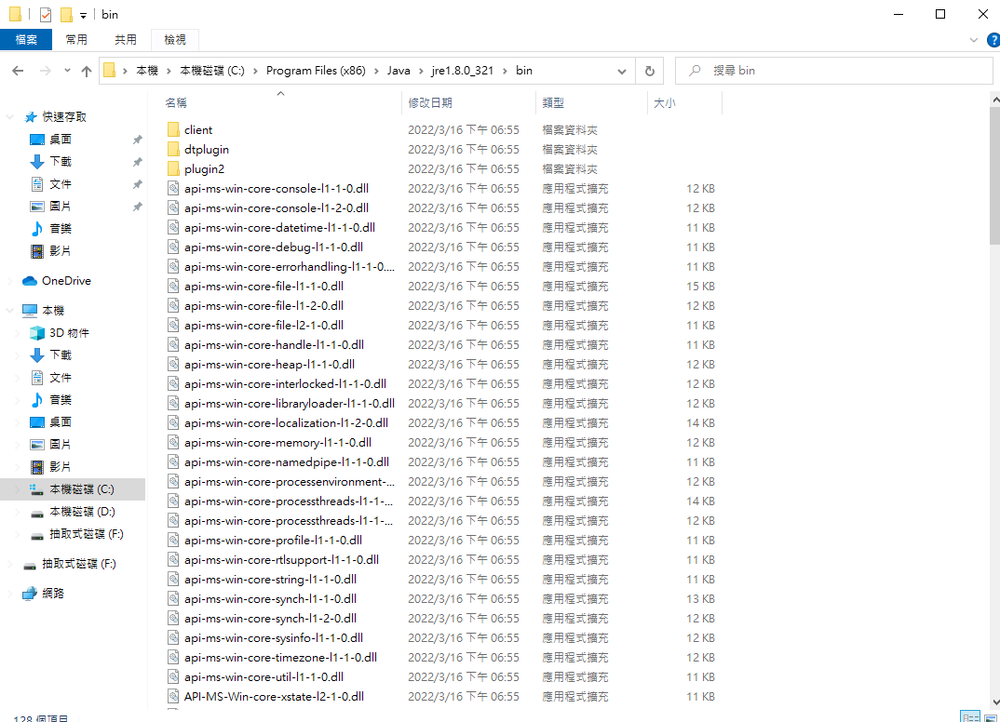 bin
檔案 常用 共用 檢視
本機 本機磁碟 (C:) Program Files (x86) Java jre1.8.0_321 bin
搜尋 bin
快速存取
桌面
下載
文件
圖片
音樂
影片
OneDrive
本機
3D 物件
下載
文件
音樂
桌面
圖片
影片
本機磁碟 (C:)
本機磁碟 (D:)
抽取式磁碟 (F:)
抽取式磁碟 (F:)
網路
名稱 修改日期 類型 大小
client 2022/3/16 下午 06:55 檔案資料夾
dtplugin 2022/3/16 下午 06:55 檔案資料夾
plugin2 2022/3/16 下午 06:55 檔案資料夾
api-ms-win-core-console-l1-1-0.dll 2022/3/16 下午 06:55 應用程式擴充 12 KB
api-ms-win-core-console-l1-2-0.dll 2022/3/16 下午 06:55 應用程式擴充 12 KB
api-ms-win-core-datetime-l1-1-0.dll 2022/3/16 下午 06:55 應用程式擴充 11 KB
api-ms-win-core-debug-l1-1-0.dll 2022/3/16 下午 06:55 應用程式擴充 11 KB
api-ms-win-core-errorhandling-l1-1-0.... 2022/3/16 下午 06:55 應用程式擴充 11 KB
api-ms-win-core-file-l1-1-0.dll 2022/3/16 下午 06:55 應用程式擴充 15 KB
api-ms-win-core-file-l1-2-0.dll 2022/3/16 下午 06:55 應用程式擴充 12 KB
api-ms-win-core-file-l2-1-0.dll 2022/3/16 下午 06:55 應用程式擴充 11 KB
api-ms-win-core-handle-l1-1-0.dll 2022/3/16 下午 06:55 應用程式擴充 11 KB
api-ms-win-core-heap-l1-1-0.dll 2022/3/16 下午 06:55 應用程式擴充 12 KB
api-ms-win-core-interlocked-l1-1-0.dll 2022/3/16 下午 06:55 應用程式擴充 12 KB
api-ms-win-core-libraryloader-l1-1-0.dll 2022/3/16 下午 06:55 應用程式擴充 12 KB
api-ms-win-core-localization-l1-2-0.dll 2022/3/16 下午 06:55 應用程式擴充 14 KB
api-ms-win-core-memory-l1-1-0.dll 2022/3/16 下午 06:55 應用程式擴充 12 KB
api-ms-win-core-namedpipe-l1-1-0.dll 2022/3/16 下午 06:55 應用程式擴充 11 KB
api-ms-win-core-processenvironment-... 2022/3/16 下午 06:55 應用程式擴充 12 KB
api-ms-win-core-processthreads-l1-1-... 2022/3/16 下午 06:55 應用程式擴充 14 KB
api-ms-win-core-processthreads-l1-1-... 2022/3/16 下午 06:55 應用程式擴充 12 KB
api-ms-win-core-profile-l1-1-0.dll 2022/3/16 下午 06:55 應用程式擴充 11 KB
api-ms-win-core-rtlsupport-l1-1-0.dll 2022/3/16 下午 06:55 應用程式擴充 11 KB
api-ms-win-core-string-l1-1-0.dll 2022/3/16 下午 06:55 應用程式擴充 11 KB
api-ms-win-core-synch-l1-1-0.dll 2022/3/16 下午 06:55 應用程式擴充 13 KB
api-ms-win-core-synch-l1-2-0.dll 2022/3/16 下午 06:55 應用程式擴充 12 KB
api-ms-win-core-sysinfo-l1-1-0.dll 2022/3/16 下午 06:55 應用程式擴充 12 KB
api-ms-win-core-timezone-l1-1-0.dll 2022/3/16 下午 06:55 應用程式擴充 12 KB
api-ms-win-core-util-l1-1-0.dll 2022/3/16 下午 06:55 應用程式擴充 11 KB
API-MS-Win-core-xstate-l2-1-0.dll 2022/3/16 下午 06:55 應用程式擴充 11 KB
128 個項目